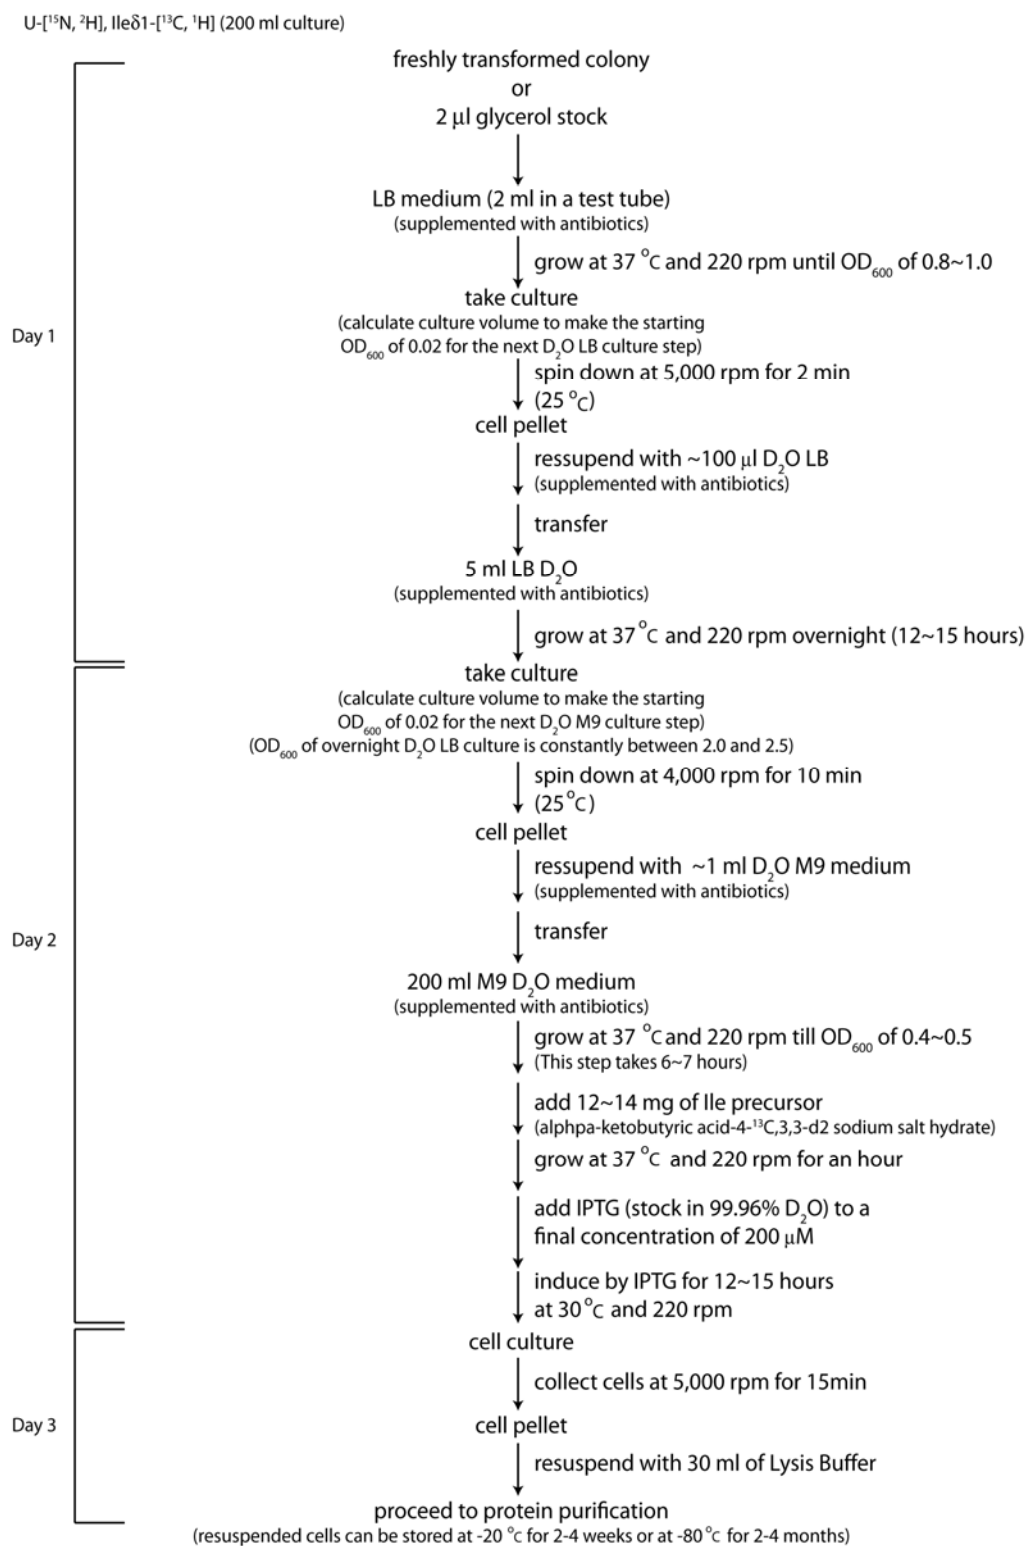 U-[¹⁵N, ²H], Ileδ1-[¹³C, ¹H] (200 ml culture)
freshly transformed colony
or
2 μl glycerol stock
LB medium (2 ml in a test tube)
(supplemented with antibiotics)
grow at 37 °C and 220 rpm until OD₆₀₀ of 0.8~1.0
take culture
(calculate culture volume to make the starting
OD₆₀₀ of 0.02 for the next D₂O LB culture step)
Day 1
spin down at 5,000 rpm for 2 min
(25 °C)
cell pellet
ressupend with ~100 μl D₂O LB
(supplemented with antibiotics)
transfer
5 ml LB D₂O
(supplemented with antibiotics)
grow at 37 °C and 220 rpm overnight (12~15 hours)
take culture
(calculate culture volume to make the starting
OD₆₀₀ of 0.02 for the next D₂O M9 culture step)
(OD₆₀₀ of overnight D₂O LB culture is constantly between 2.0 and 2.5)
spin down at 4,000 rpm for 10 min
(25°C)
cell pellet
ressupend with ~1 ml D₂O M9 medium
(supplemented with antibiotics)
Day 2
transfer
200 ml M9 D₂O medium
(supplemented with antibiotics)
grow at 37 °C and 220 rpm till OD₆₀₀ of 0.4~0.5
(This step takes 6~7 hours)
add 12~14 mg of Ile precursor
(alphpa-ketobutyric acid-4-¹³C,3,3-d2 sodium salt hydrate)
grow at 37 °C and 220 rpm for an hour
add IPTG (stock in 99.96% D₂O) to a
final concentration of 200 μM
induce by IPTG for 12~15 hours
at 30°C and 220 rpm
cell culture
collect cells at 5,000 rpm for 15min
Day 3
cell pellet
resuspend with 30 ml of Lysis Buffer
proceed to protein purification
(resuspended cells can be stored at -20 °C for 2-4 weeks or at -80°C for 2-4 months)